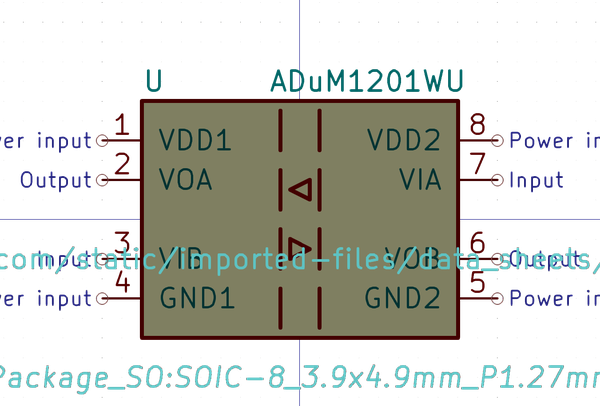 U ADuM1201WU
1 VDD1 VDD2 8 Power in
er input
2 VOA VIA 7 Input
Output
3 VIB VOB 6 Output
Input
com/static/imported-files/data_sheets/
4 GND1 GND2 5 Power in
er input
Package_SO:SOIC-8_3.9x4.9mm_P1.27mm